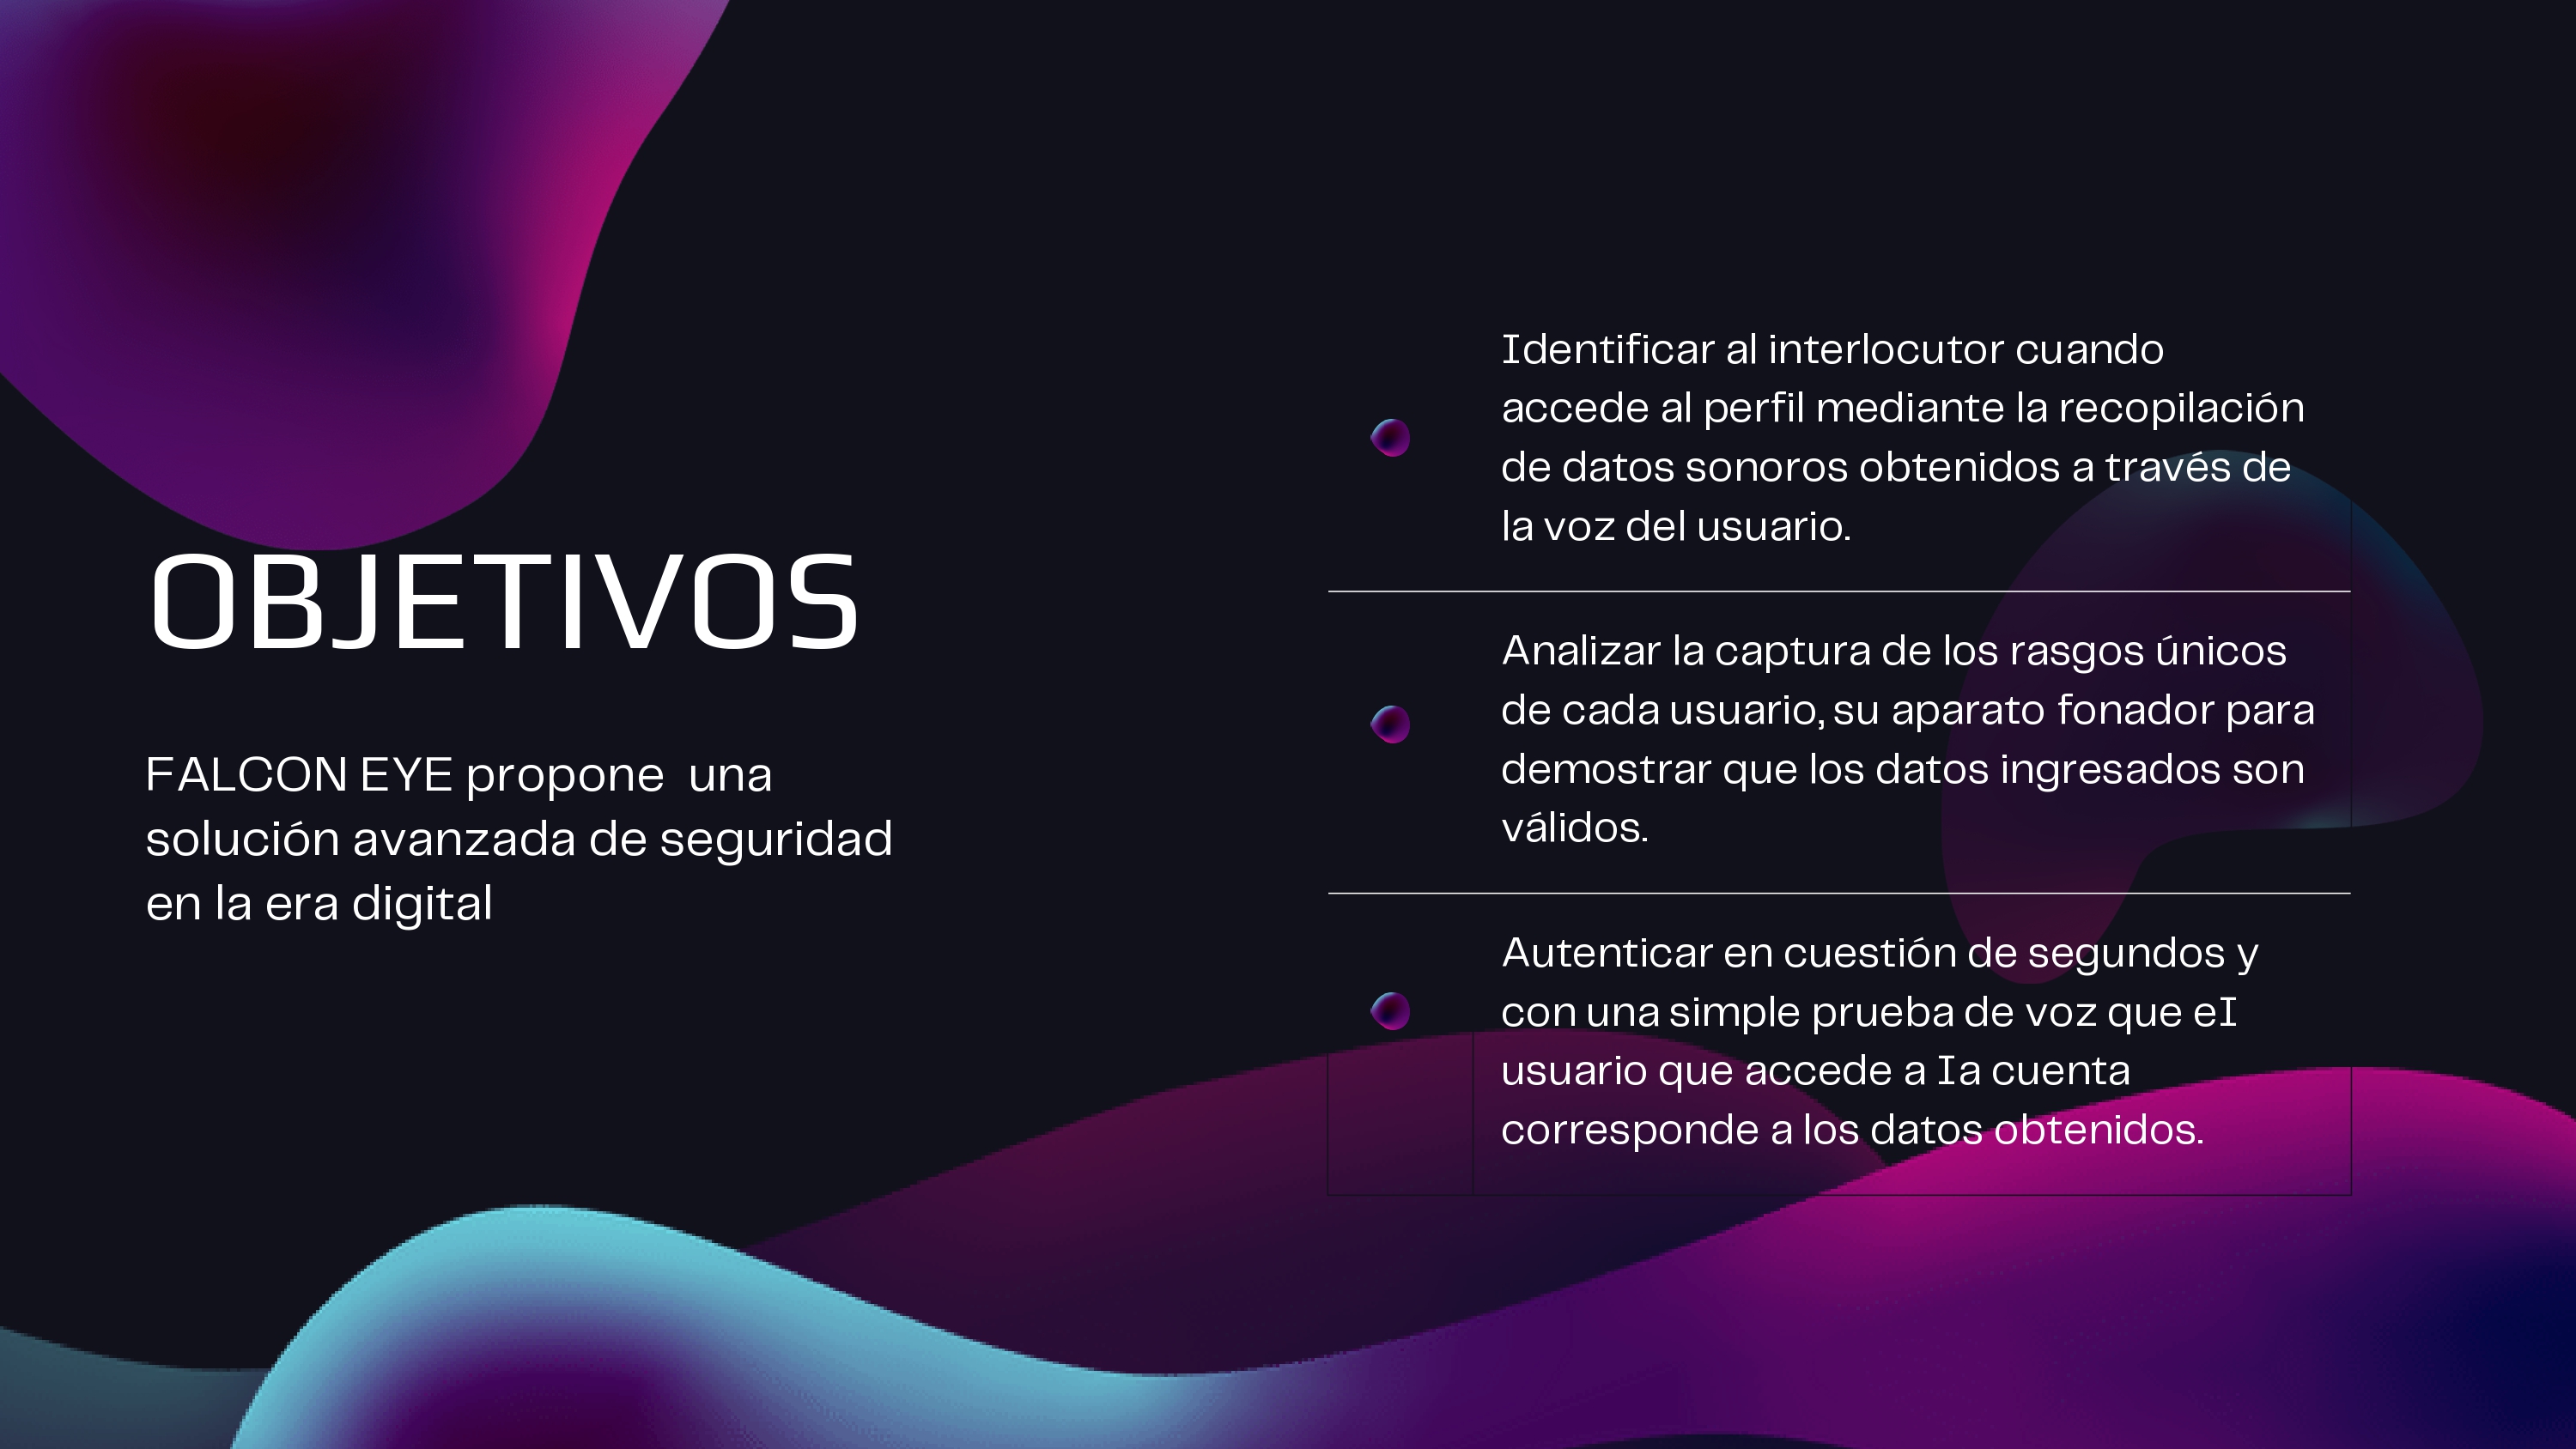 OBJETIVOS
FALCON EYE propone  una
solución avanzada de seguridad
en la era digital
Identificar al interlocutor cuando
accede al perfil mediante la recopilación
de datos sonoros obtenidos a través de
la voz del usuario.
Analizar la captura de los rasgos únicos
de cada usuario, su aparato fonador para
demostrar que los datos ingresados son
válidos.
Autenticar en cuestión de segundos y
con una simple prueba de voz que eI
usuario que accede a Ia cuenta
corresponde a los datos obtenidos.